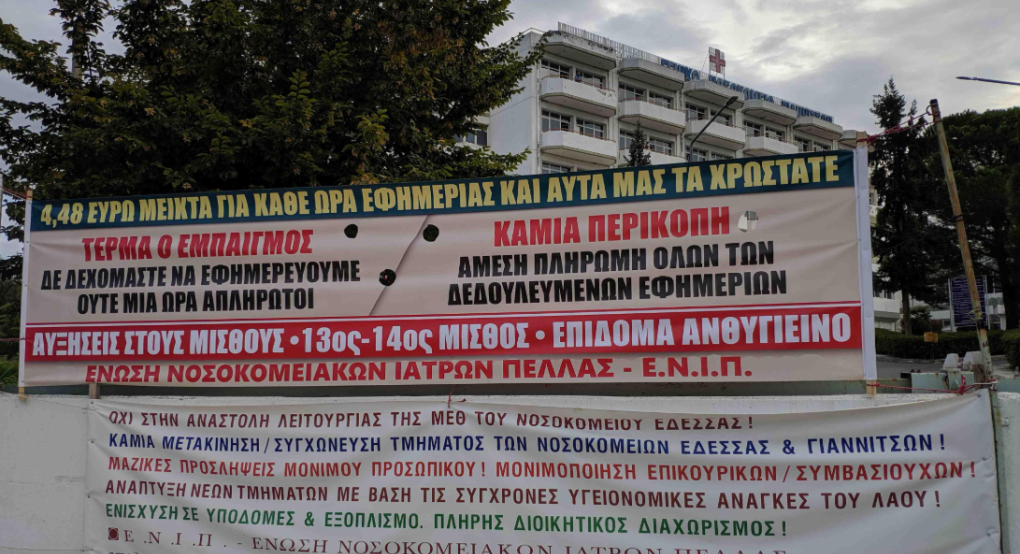 4,48 ΕΥΡΩ ΜΕΙΚΤΑ ΓΙΑ ΚΑΘΕ ΩΡΑ ΕΦΗΜΕΡΙΑΣ ΚΑΙ ΑΥΤΑ ΜΑΣ ΤΑ ΧΡΩΣΤΑΤΕ
ΤΕΡΜΑ Ο ΕΜΠΑΙΓΜΟΣ
ΔΕ ΔΕΧΟΜΑΣΤΕ ΝΑ ΕΦΗΜΕΡΕΥΟΥΜΕ
ΟΥΤΕ ΜΙΑ ΩΡΑ ΑΠΛΗΡΩΤΟΙ
ΚΑΜΙΑ ΠΕΡΙΚΟΠΗ
ΑΜΕΣΗ ΠΛΗΡΩΜΗ ΟΛΩΝ ΤΩΝ
ΔΕΔΟΥΛΕΥΜΕΝΩΝ ΕΦΗΜΕΡΙΩΝ
ΑΥΞΗΣΕΙΣ ΣΤΟΥΣ ΜΙΣΘΟΥΣ • 13ος-14ος ΜΙΣΘΟΣ • ΕΠΙΔΟΜΑ ΑΝΘΥΓΙΕΙΝΟ
ΕΝΩΣΗ ΝΟΣΟΚΟΜΕΙΑΚΩΝ ΙΑΤΡΩΝ ΠΕΛΛΑΣ - Ε.Ν.Ι.Π.
ΟΧΙ ΣΤΗΝ ΑΝΑΣΤΟΛΗ ΛΕΙΤΟΥΡΓΙΑΣ ΤΗΣ ΜΕΘ ΤΟΥ ΝΟΣΟΚΟΜΕΙΟΥ ΕΔΕΣΣΑΣ !
ΚΑΜΙΑ ΜΕΤΑΚΙΝΗΣΗ / ΣΥΓΧΩΝΕΥΣΗ ΤΜΗΜΑΤΟΣ ΤΩΝ ΝΟΣΟΚΟΜΕΙΩΝ ΕΔΕΣΣΑΣ & ΓΙΑΝΝΙΤΣΩΝ !
ΜΑΖΙΚΕΣ ΠΡΟΣΛΗΨΕΙΣ ΜΟΝΙΜΟΥ ΠΡΟΣΩΠΙΚΟΥ ! ΜΟΝΙΜΟΠΟΙΗΣΗ ΕΠΙΚΟΥΡΙΚΩΝ / ΣΥΜΒΑΣΙΟΥΧΩΝ !
ΑΝΑΠΤΥΞΗ ΝΕΩΝ ΤΜΗΜΑΤΩΝ ΜΕ ΒΑΣΗ ΤΙΣ ΣΥΓΧΡΟΝΕΣ ΥΓΕΙΟΝΟΜΙΚΕΣ ΑΝΑΓΚΕΣ ΤΟΥ ΛΑΟΥ !
ΕΝΙΣΧΥΣΗ ΣΕ ΥΠΟΔΟΜΕΣ & ΕΞΟΠΛΙΣΜΟ. ΠΛΗΡΗΣ ΔΙΟΙΚΗΤΙΚΟΣ ΔΙΑΧΩΡΙΣΜΟΣ !
Ε.Ν.Ι.Π. - ΕΝΩΣΗ ΝΟΣΟΚΟΜΕΙΑΚΩΝ ΙΑΤΡΩΝ ΠΕΛΛΑΣ